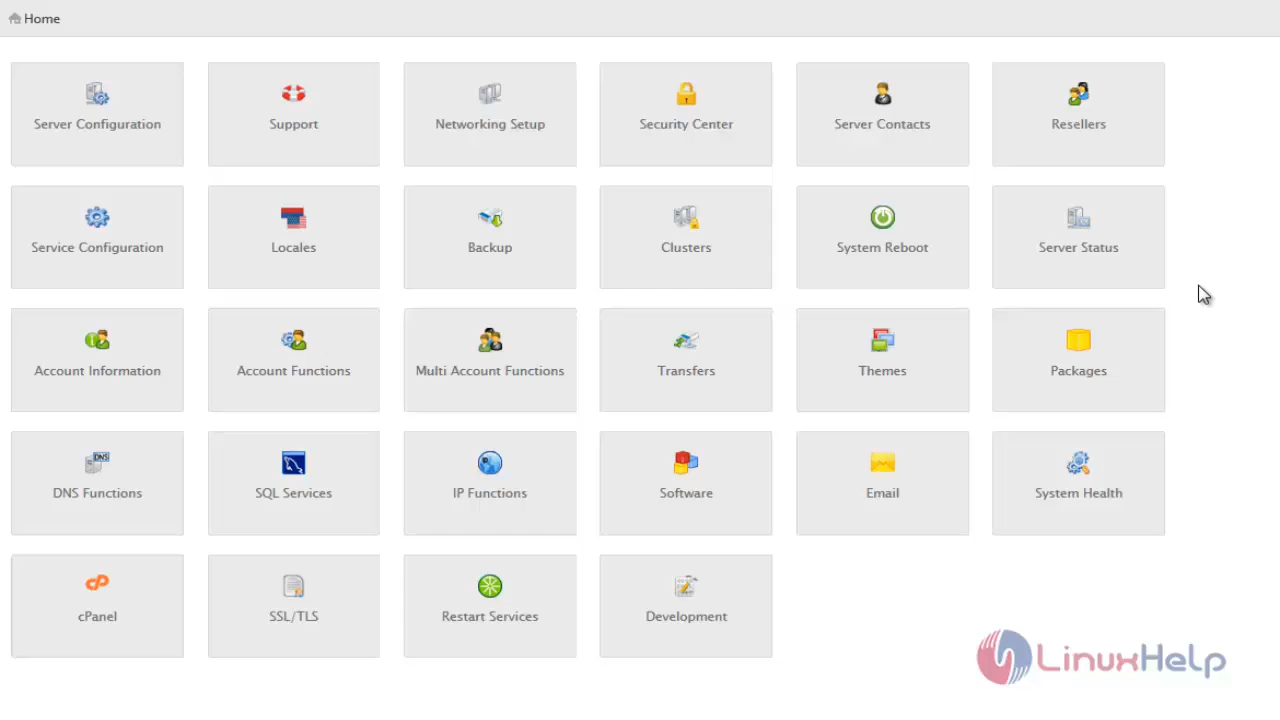 Home
Server Configuration
Support
Networking Setup
Security Center
Server Contacts
Resellers
Service Configuration
Locales
Backup
Clusters
System Reboot
Server Status
Account Information
Account Functions
Multi Account Functions
Transfers
Themes
Packages
DNS
DNS Functions
SQL Services
IP Functions
Software
Email
System Health
cP
cPanel
SSL/TLS
Restart Services
Development
LinuxHelp